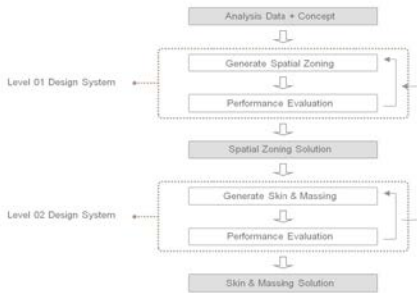 Analysis Data + Concept
Generate Spatial Zoning
Level 01 Design System
Performance Evaluation
Spatial Zoning Solution
Generate Skin & Massing
Level 02 Design System
Performance Evaluation
Skin & Massing Solution